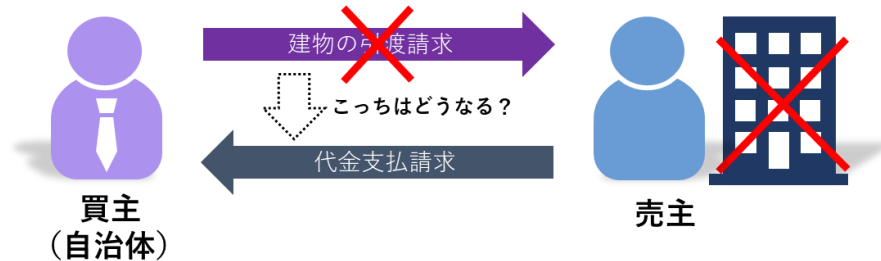 建物の引渡請求
こっちはどうなる？
代金支払請求
買主
（自治体）
売主